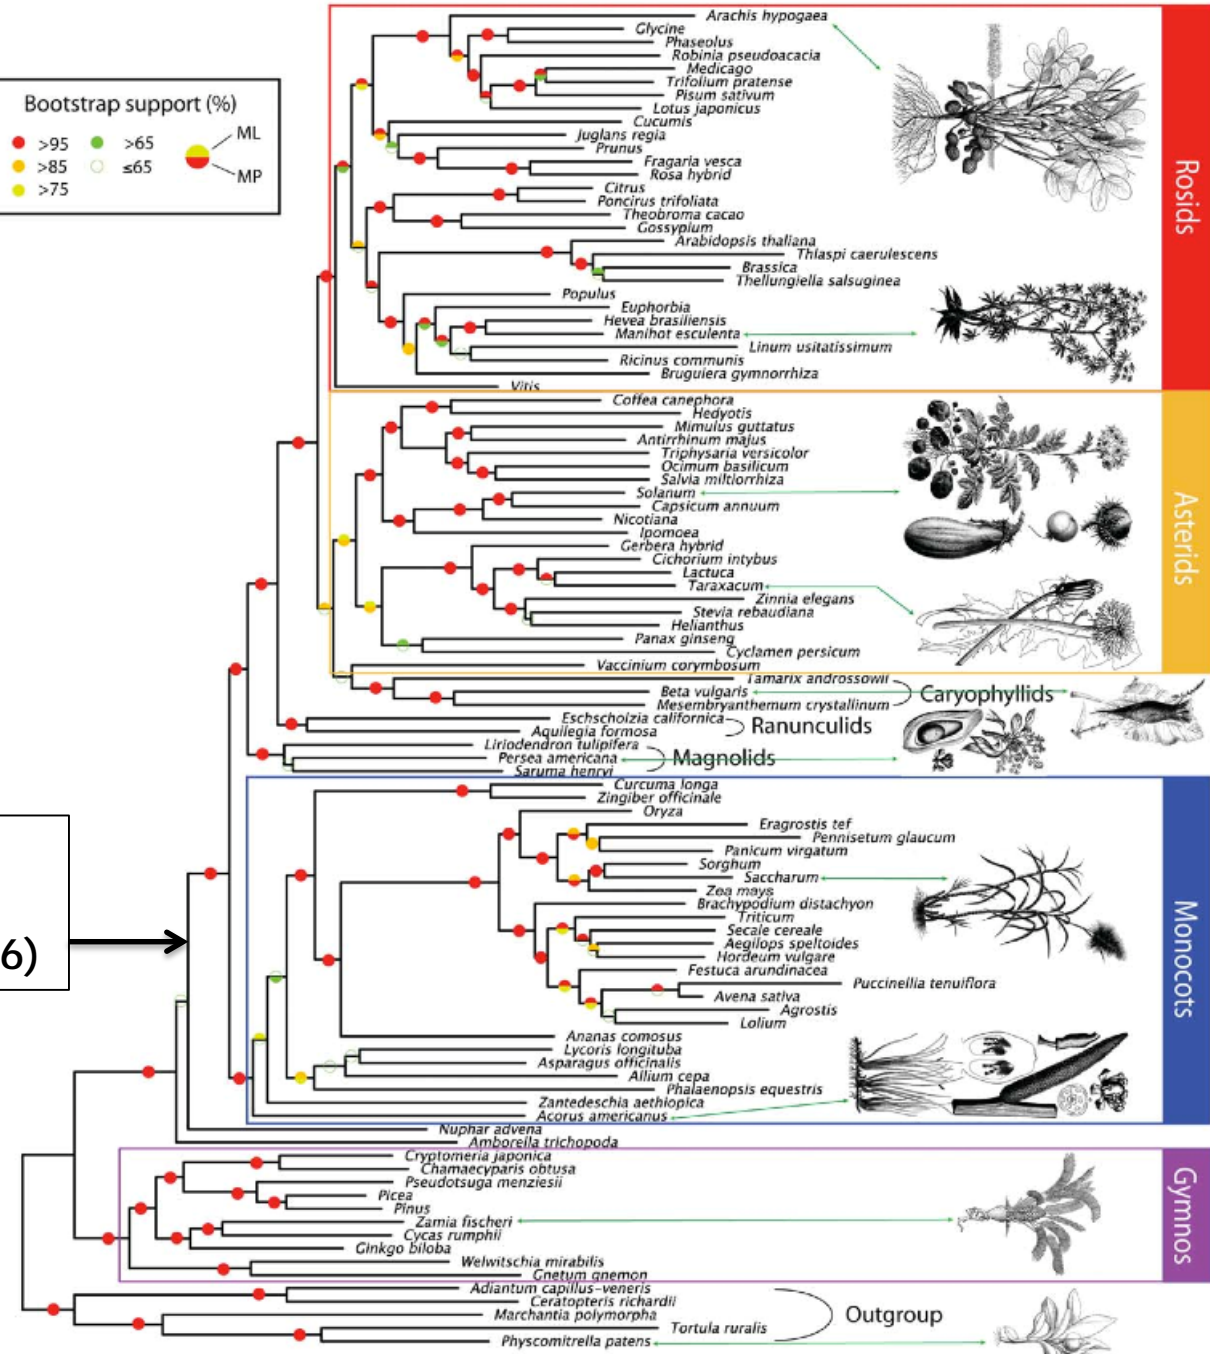 Bootstrap support (%)
>95
>65
>85
≤65
>75
ML
MP
Arachis hypogaea
Glycine
Phaseolus
Robinia pseudoacacia
Medicago
Trifolium pratense
Pisum sativum
Lotus japonicus
Cucumis
Juglans regia
Prunus
Fragaria vesca
Rosa hybrid
Citrus
Poncirus trifoliata
Theobroma cacao
Gossypium
Arabidopsis thaliana
Thlaspi caerulescens
Brassica
Thellungiella salsuginea
Populus
Euphorbia
Hevea brasiliensis
Manihot esculenta
Linum usitatissimum
Ricinus communis
Bruguiera gymnorrhiza
Vitis
Rosids
Coffea canephora
Hedyotis
Mimulus guttatus
Antirrhinum majus
Triphysaria versicolor
Ocimum basilicum
Salvia miltiorrhiza
Solanum
Capsicum annuum
Nicotiana
Ipomoea
Gerbera hybrid
Cichorium intybus
Lactuca
Taraxacum
Zinnia elegans
Stevia rebaudiana
Helianthus
Panax ginseng
Cyclamen persicum
Vaccinium corymbosum
Asterids
Tamarix androssowii
Beta vulgaris
Mesembryanthemum crystallinum
Caryophyllids
Eschscholzia californica
Aquilegia formosa
Ranunculids
Liriodendron tulipifera
Persea americana
Saruma henryi
Magnolids
Curcuma longa
Zingiber officinale
Oryza
Eragrostis tef
Pennisetum glaucum
Panicum virgatum
Sorghum
Saccharum
Zea mays
Brachypodium distachyon
Triticum
Secale cereale
Aegilops speltoides
Hordeum vulgare
Festuca arundinacea
Puccinellia tenuiflora
Avena sativa
Agrostis
Lolium
Ananas comosus
Lycoris longituba
Asparagus officinalis
Allium cepa
Phalaenopsis equestris
Zantedeschia aethiopica
Acorus americanus
Monocots
6)
Nuphar advena
Amborella trichopoda
Cryptomeria japonica
Chamaecyparis obtusa
Pseudotsuga menziesii
Picea
Pinus
Zamia fischeri
Cycas rumphii
Ginkgo biloba
Welwitschia mirabilis
Gnetum gnemon
Gymnos
Adiantum capillus-veneris
Ceratopteris richardii
Marchantia polymorpha
Tortula ruralis
Physcomitrella patens
Outgroup